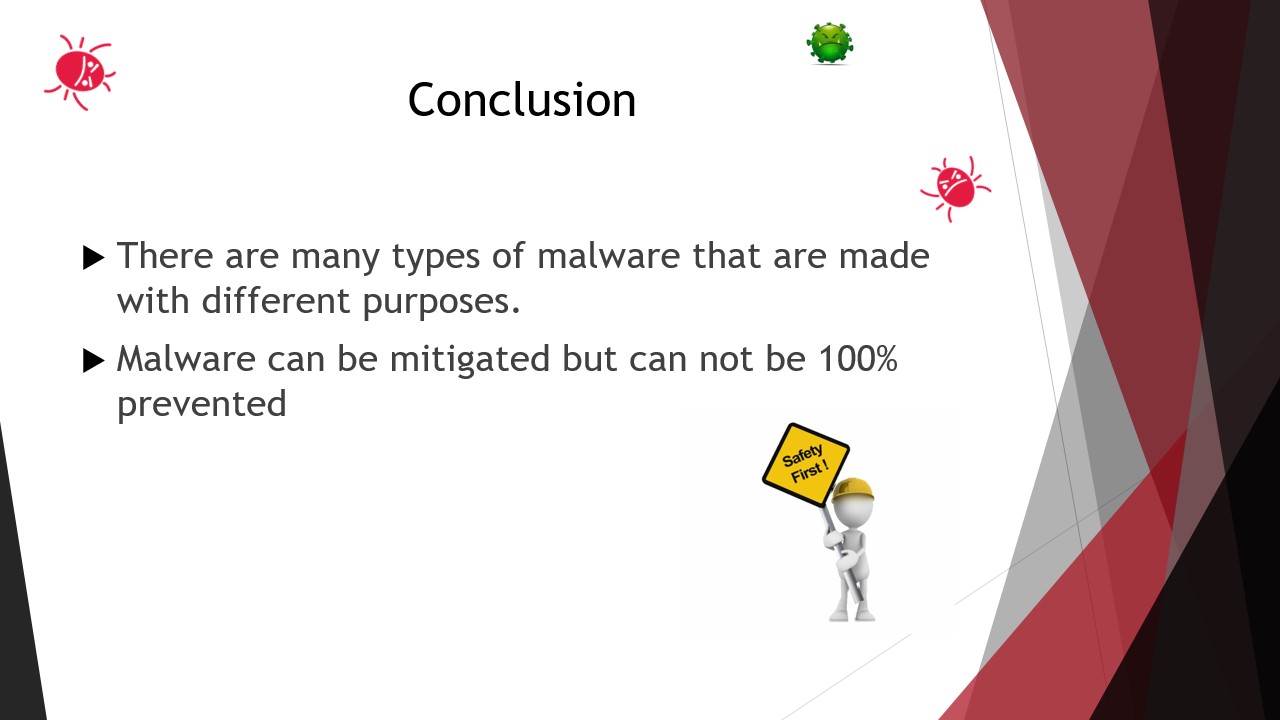 Conclusion
There are many types of malware that are made
with different purposes.
Malware can be mitigated but can not be 100%
prevented
Safety
First !